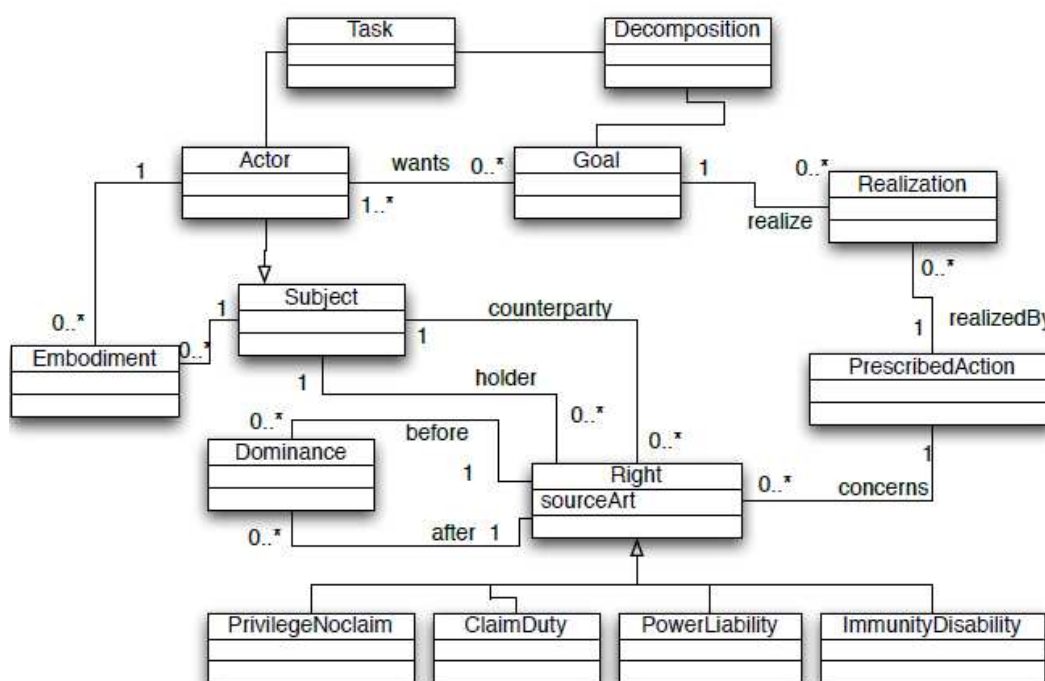 Task
Decomposition
Actor
Goal
1
wants
0..*
1
0..*
Realization
1..*
realize
0..*
Subject
1
counterparty
0..*
1
0..*
1
realizedBy
Embodiment
PrescribedAction
1
holder
0..*
0..*
before
0..*
1
Dominance
1
Right
0..*
concerns
sourceArt
0..*
after 1
PrivilegeNoclaim
ClaimDuty
PowerLiability
ImmunityDisability